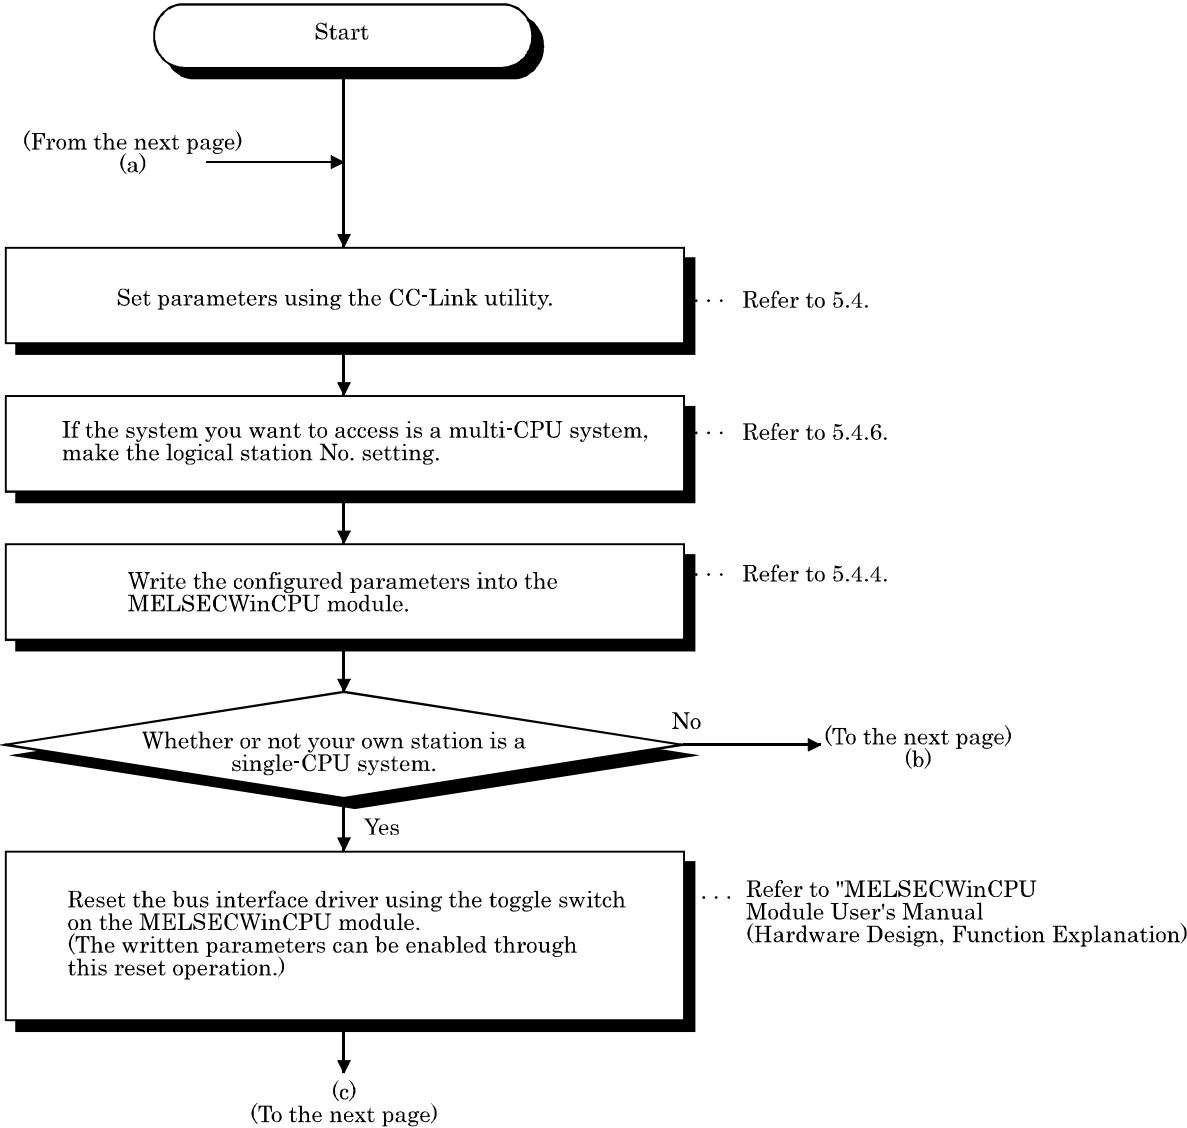 Start
(From the next page)
(a)
Set parameters using the CC-Link utility.
··· Refer to 5.4.
If the system you want to access is a multi-CPU system,
make the logical station No. setting.
··· Refer to 5.4.6.
Write the configured parameters into the
MELSECWinCPU module.
··· Refer to 5.4.4.
Whether or not your own station is a
single-CPU system.
No
(To the next page)
(b)
Yes
Reset the bus interface driver using the toggle switch
on the MELSECWinCPU module.
(The written parameters can be enabled through
this reset operation.)
··· Refer to "MELSECWinCPU
Module User's Manual
(Hardware Design, Function Explanation)
(c)
(To the next page)